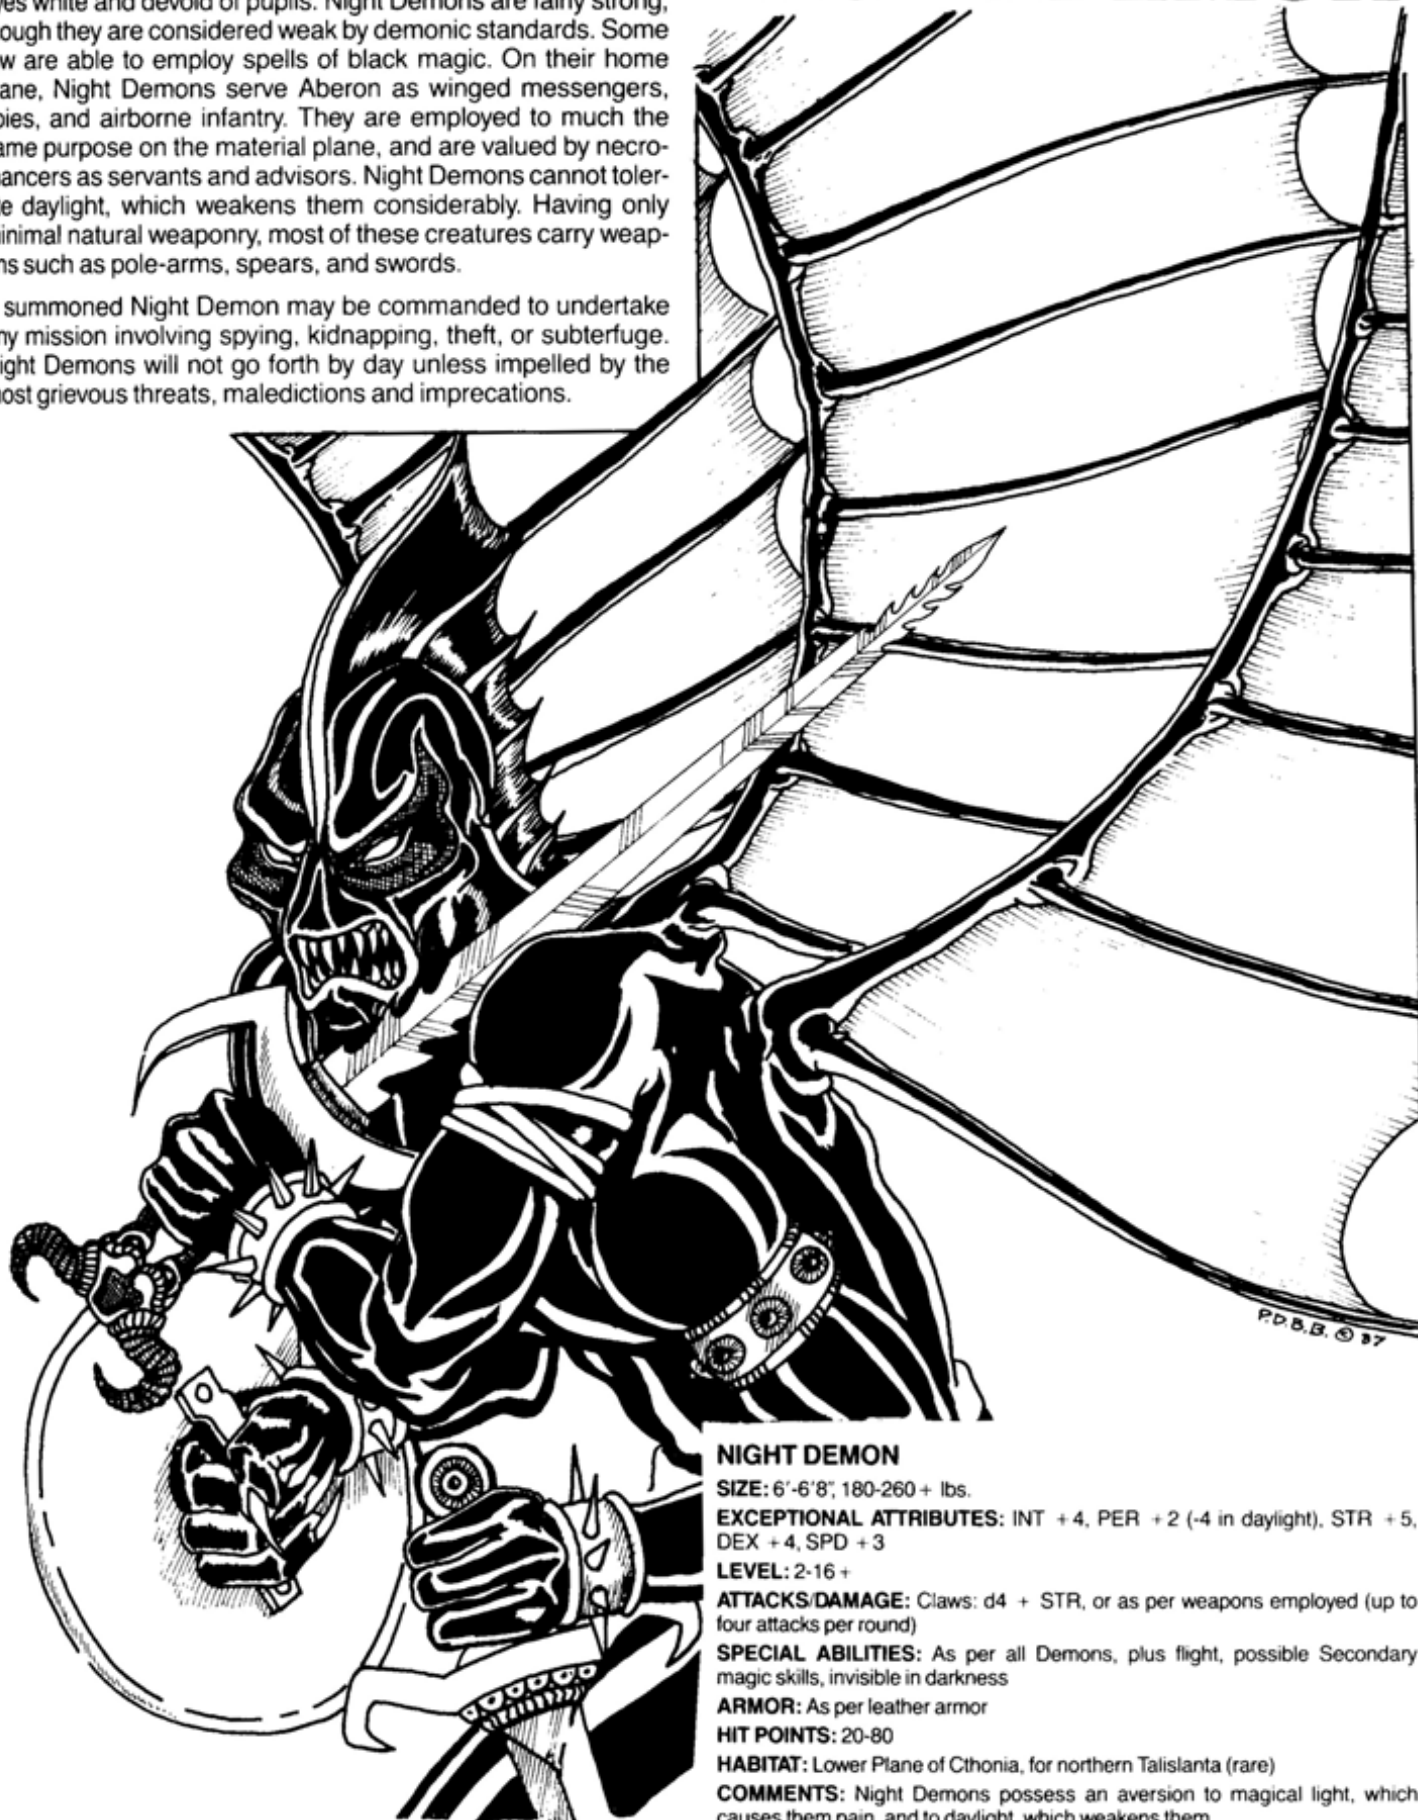 es white and devoid of pupils. Night Demons are fairly strong,
ough they are considered weak by demonic standards. Some
w are able to employ spells of black magic. On their home
ane, Night Demons serve Aberon as winged messengers,
pies, and airborne infantry. They are employed to much the
ame purpose on the material plane, and are valued by necro-
ancers as servants and advisors. Night Demons cannot toler-
e daylight, which weakens them considerably. Having only
inimal natural weaponry, most of these creatures carry weap-
ns such as pole-arms, spears, and swords.
summoned Night Demon may be commanded to undertake
ny mission involving spying, kidnapping, theft, or subterfuge.
ight Demons will not go forth by day unless impelled by the
ost grievous threats, maledictions and imprecations.
P.D.B.B. © 87
NIGHT DEMON
SIZE: 6'-6'8", 180-260 + lbs.
EXCEPTIONAL ATTRIBUTES: INT +4, PER +2 (-4 in daylight), STR +5,
DEX +4, SPD +3
LEVEL: 2-16 +
ATTACKS/DAMAGE: Claws: d4 + STR, or as per weapons employed (up to
four attacks per round)
SPECIAL ABILITIES: As per all Demons, plus flight, possible Secondary
magic skills, invisible in darkness
ARMOR: As per leather armor
HIT POINTS: 20-80
HABITAT: Lower Plane of Cthonia, for northern Talislanta (rare)
COMMENTS: Night Demons possess an aversion to magical light, which
causes them pain, and to daylight, which weakens them